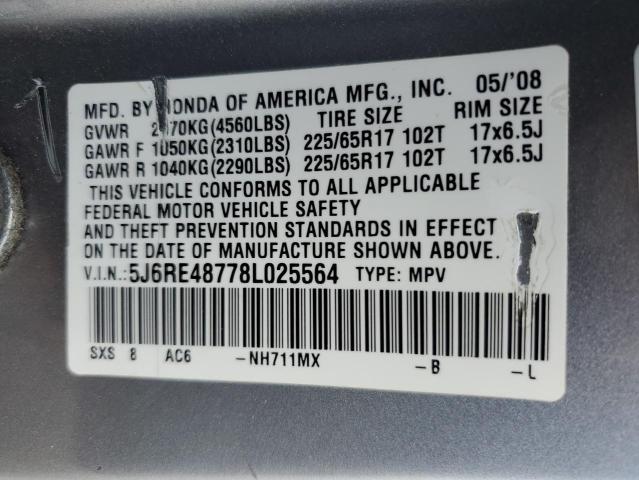 MFD. BY HONDA OF AMERICA MFG., INC. 05/'08
GVWR 2070KG(4560LBS) TIRE SIZE RIM SIZE
GAWR F 1050KG(2310LBS) 225/65R17 102T 17x6.5J
GAWR R 1040KG(2290LBS) 225/65R17 102T 17x6.5J
THIS VEHICLE CONFORMS TO ALL APPLICABLE
FEDERAL MOTOR VEHICLE SAFETY
AND THEFT PREVENTION STANDARDS IN EFFECT
ON THE DATE OF MANUFACTURE SHOWN ABOVE.
V.I.N.: 5J6RE48778L025564 TYPE: MPV
SXS 8 AC6 -NH711MX -B -L